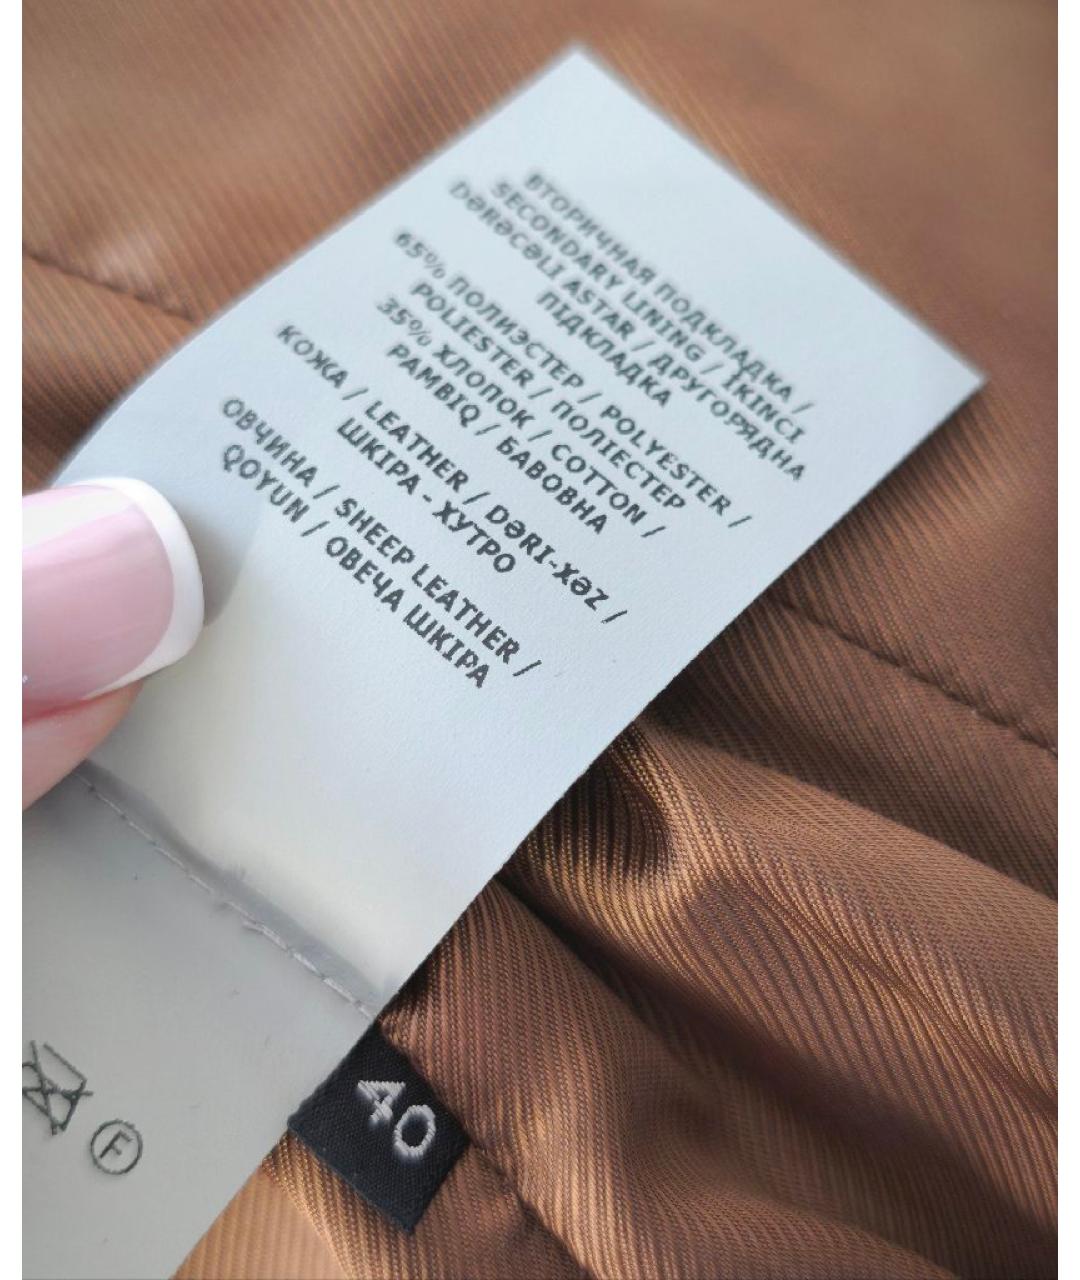 ВТОРИЧНАЯ ПОДКЛАДКА /
SECONDARY LINING / İKINCI
DƏRƏCƏLI ASTAR / ДРУГОРЯДНА
ПІДКЛАДКА
65% ПОЛИЭСТЕР / POLYESTER /
POLIESTER / ПОЛІЕСТЕР
35% ХЛОПОК / COTTON /
PAMBIQ / БАВОВНА
КОЖА / LEATHER / DƏRI-XƏZ /
ШКІРА - ХУТРО
ОВЧИНА / SHEEP LEATHER /
QOYUN / ОВЕЧА ШКІРА
F
40